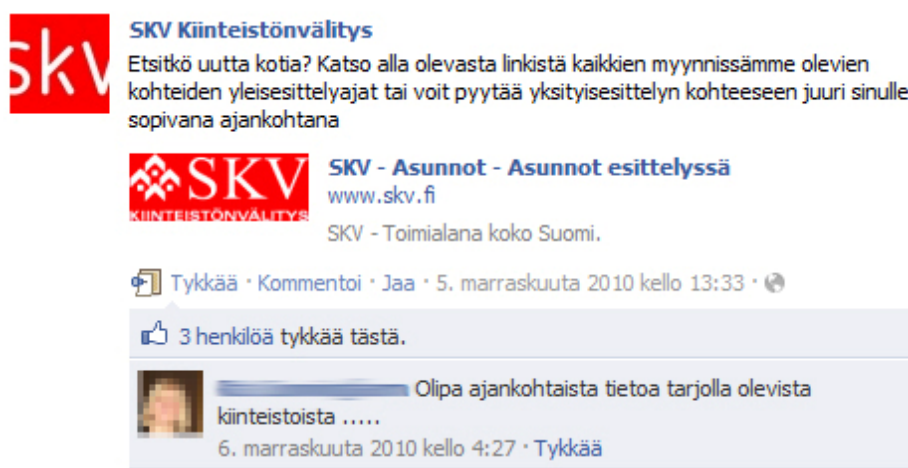 skv
SKV Kiinteistönvälitys
Etsitkö uutta kotia? Katso alla olevasta linkistä kaikkien myynnissämme olevien
kohteiden yleisesittelyajat tai voit pyytää yksityisesittelyn kohteeseen juuri sinulle
sopivana ajankohtana
SKV
KIINTEISTÖNVÄLITYS
SKV - Asunnot - Asunnot esittelyssä
www.skv.fi
SKV - Toimialana koko Suomi.
Tykkää · Kommentoi · Jaa · 5. marraskuuta 2010 kello 13:33 ·
3 henkilöä tykkää tästä.
Olipa ajankohtaista tietoa tarjolla olevista
kiinteistoista .....
6. marraskuuta 2010 kello 4:27 · Tykkää